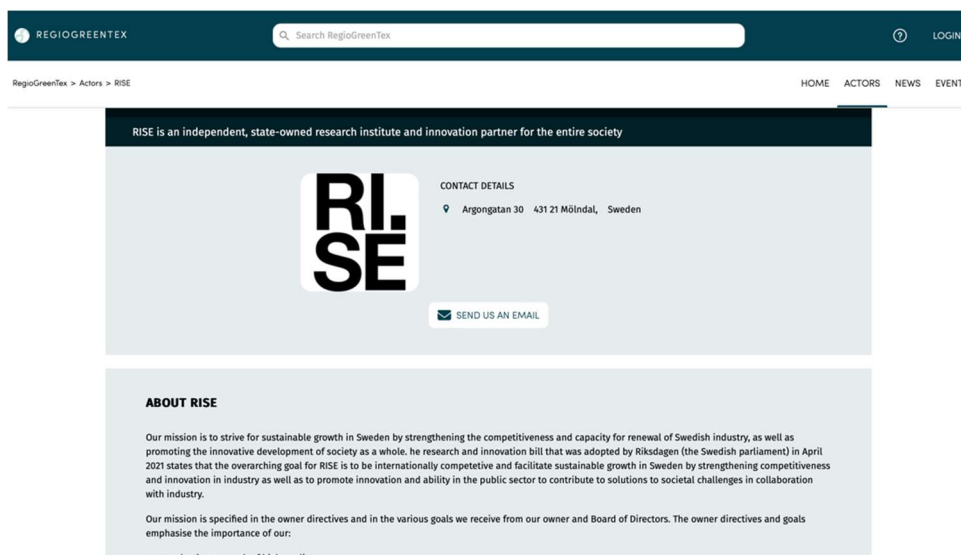 REGIOGREENTEX
Search RegioGreenTex
LOGIN
RegioGreenTex > Actors > RISE
HOME ACTORS NEWS EVENT
RISE is an independent, state-owned research institute and innovation partner for the entire society
RI.
SE
CONTACT DETAILS
Argongatan 30 431 21 Mölndal, Sweden
SEND US AN EMAIL
ABOUT RISE
Our mission is to strive for sustainable growth in Sweden by strengthening the competitiveness and capacity for renewal of Swedish industry, as well as
promoting the innovative development of society as a whole. he research and innovation bill that was adopted by Riksdagen (the Swedish parliament) in April
2021 states that the overarching goal for RISE is to be internationally competetive and facilitate sustainable growth in Sweden by strengthening competitiveness
and innovation in industry as well as to promote innovation and ability in the public sector to contribute to solutions to societal challenges in collaboration
with industry.
Our mission is specified in the owner directives and in the various goals we receive from our owner and Board of Directors. The owner directives and goals
emphasise the importance of our: